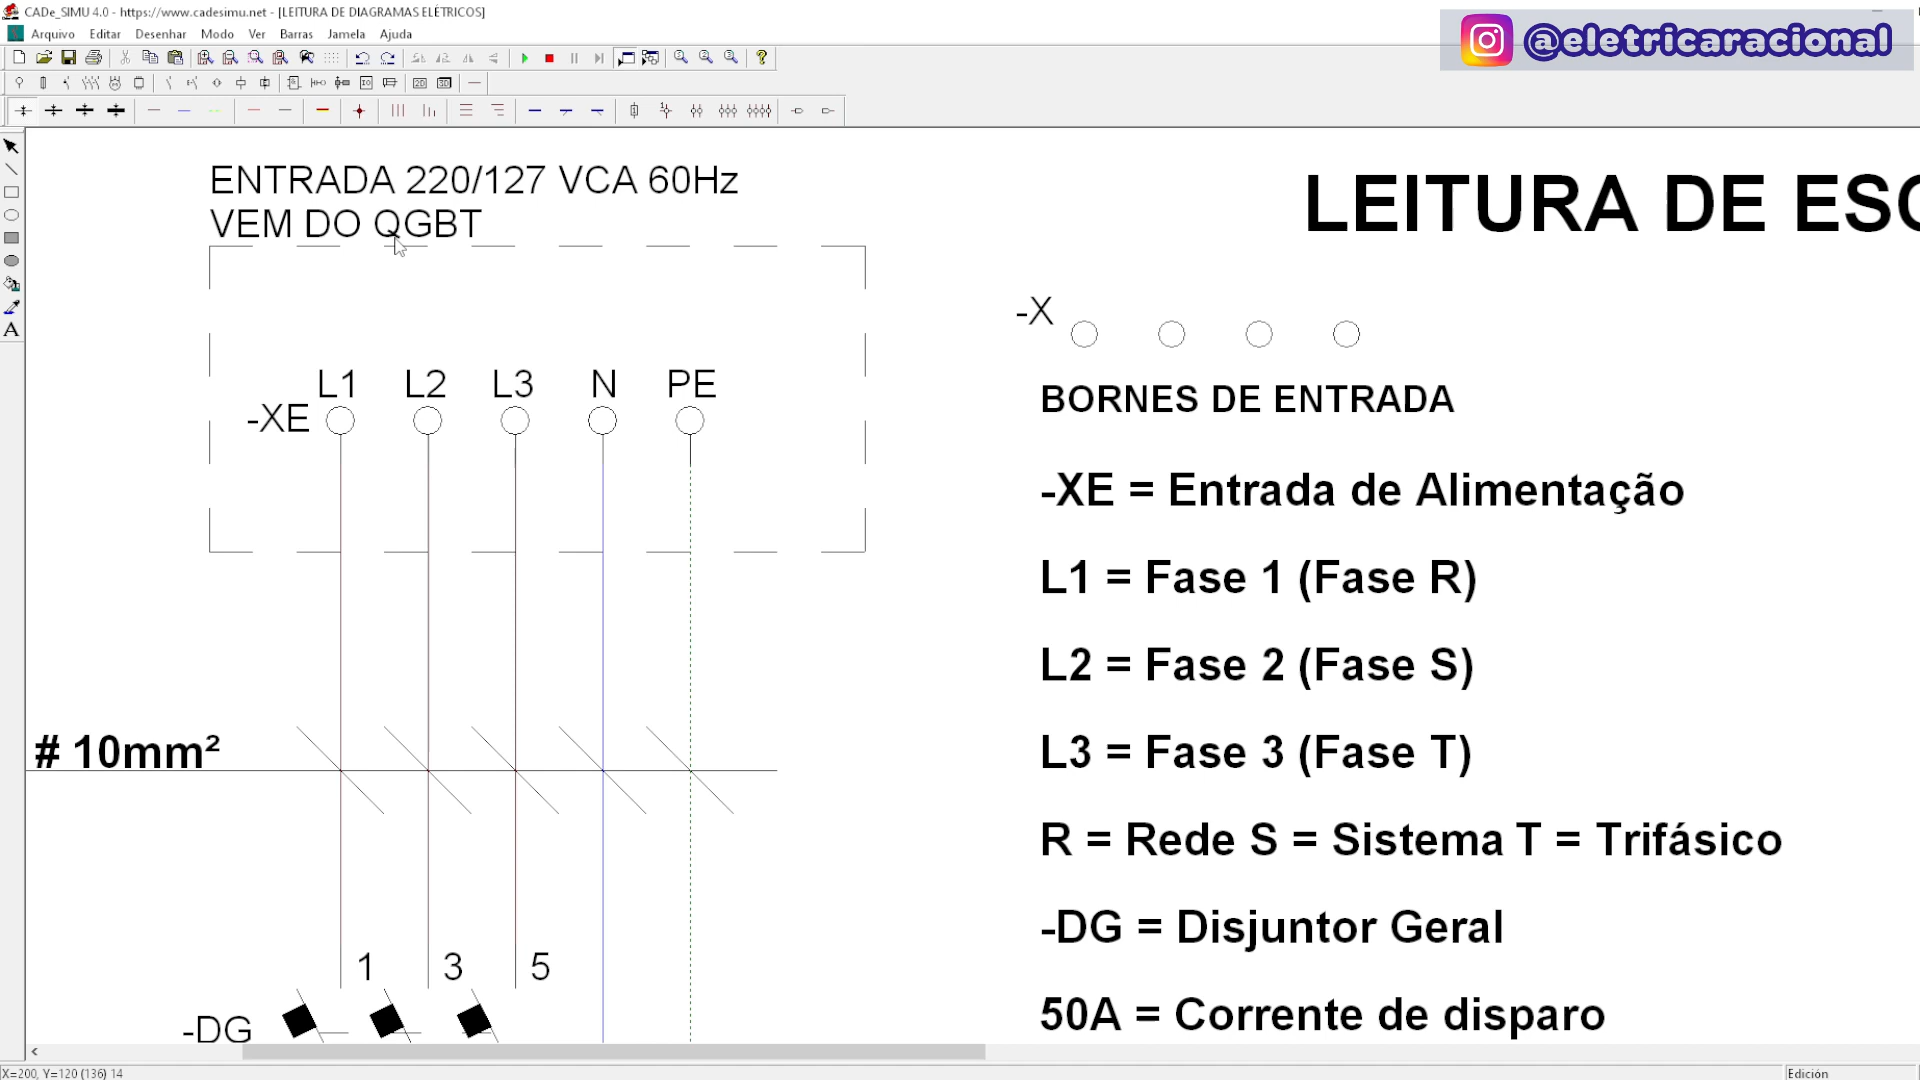 CADe_SIMU 4.0 - https://www.cadesimu.net - [LEITURA DE DIAGRAMAS ELÉTRICOS]
Arquivo Editar Desenhar Modo Ver Barras Jamela Ajuda
@eletricaracional
ENTRADA 220/127 VCA 60Hz
VEM DO QGBT
LEITURA DE ESC
-X
L1 L2 L3 N PE
-XE
BORNES DE ENTRADA
-XE = Entrada de Alimentação
L1 = Fase 1 (Fase R)
L2 = Fase 2 (Fase S)
# 10mm²
L3 = Fase 3 (Fase T)
R = Rede S = Sistema T = Trifásico
-DG = Disjuntor Geral
1 3 5
-DG
50A = Corrente de disparo
X=200, Y=120 (136) 14
Edición